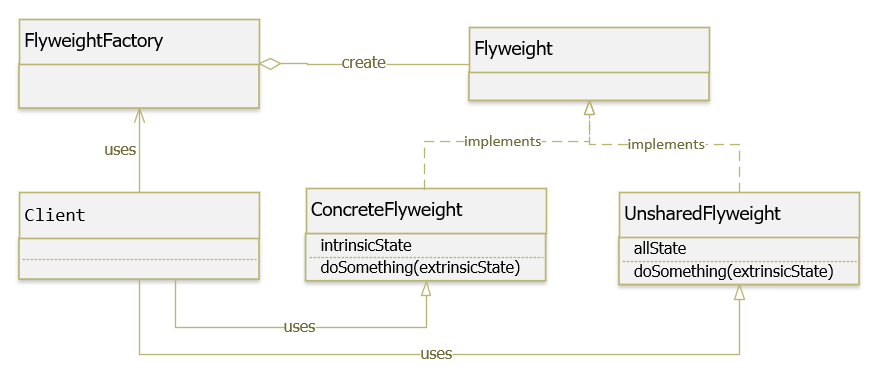 FlyweightFactory
create
Flyweight
uses
implements
implements
Client
ConcreteFlyweight
intrinsicState
doSomething(extrinsicState)
UnsharedFlyweight
allState
doSomething(extrinsicState)
uses
uses